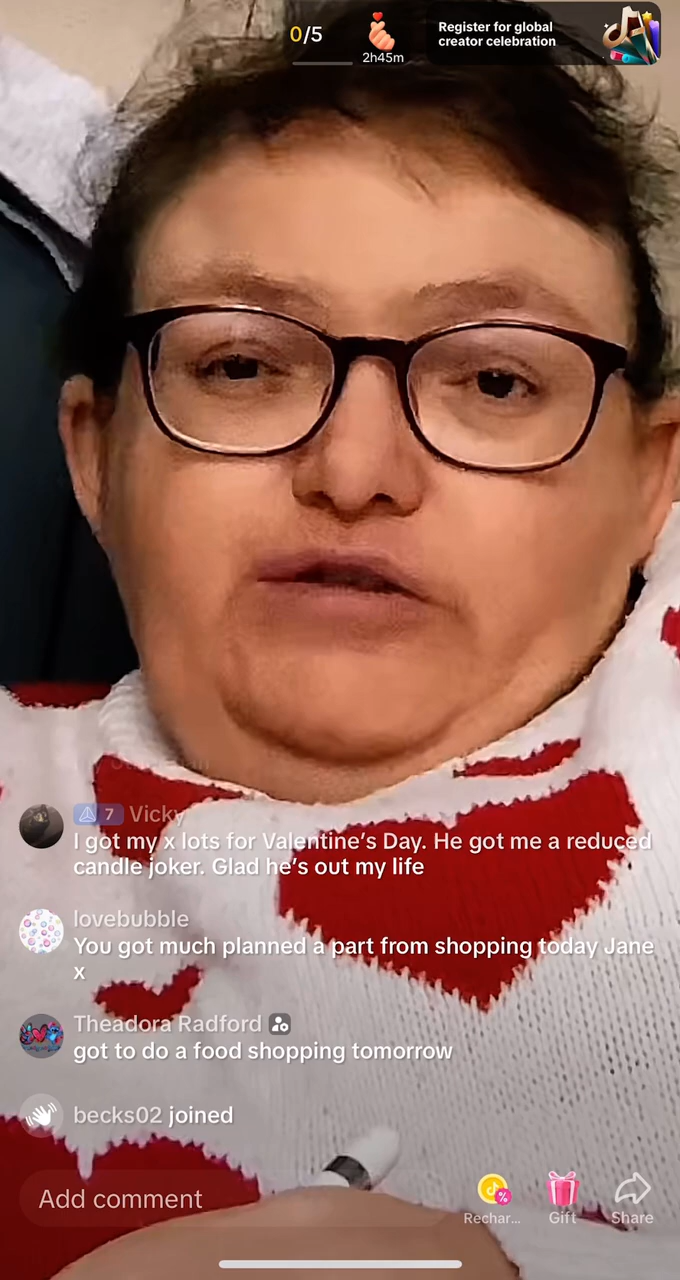 0/5
2h45m
Register for global
creator celebration
7 Vicky
I got my x lots for Valentine's Day. He got me a reduced
candle joker. Glad he's out my life
lovebubble
You got much planned a part from shopping today Jane
x
Theadora Radford
got to do a food shopping tomorrow
becks02 joined
Add comment
Rechar...
Gift
Share